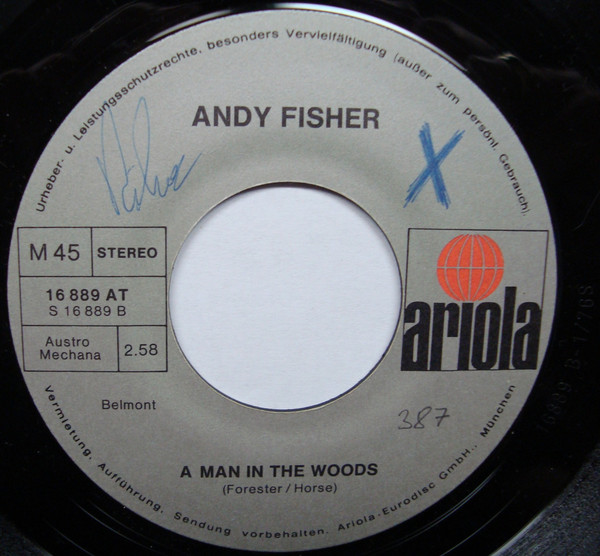 Urheber- u. Leistungsschutzrechte, besonders Vervielfältigung (außer zum persönl. Gebrauch),
ANDY FISHER
X
M 45
STEREO
16 889 AT
S 16 889 B
Austro
Mechana
2.58
ariola
Belmont
387
A MAN IN THE WOODS
(Forester / Horse)
Vermietung, Aufführung, Sendung vorbehalten. Ariola-Eurodisc GmbH., München